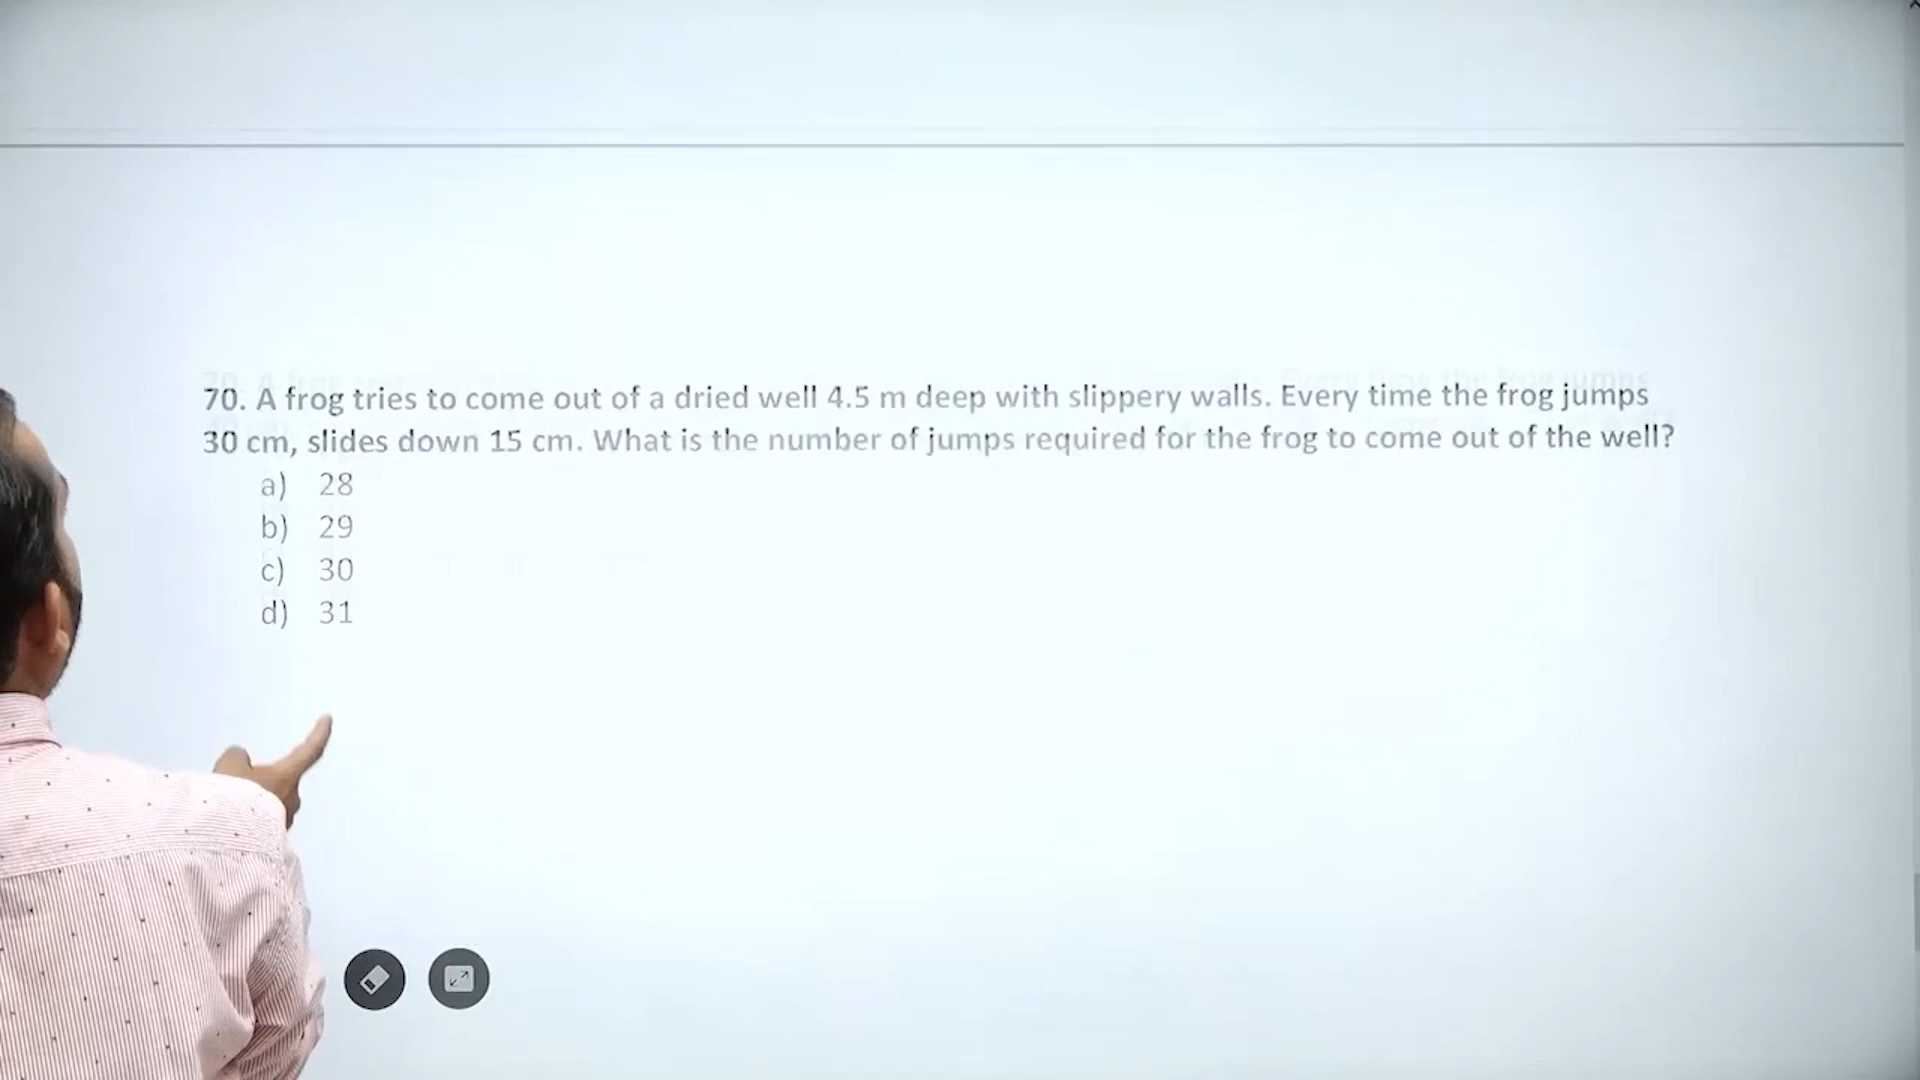 70. A frog tries to come out of a dried well 4.5 m deep with slippery walls. Every time the frog jumps
30 cm, slides down 15 cm. What is the number of jumps required for the frog to come out of the well?
a) 28
b) 29
c) 30
d) 31